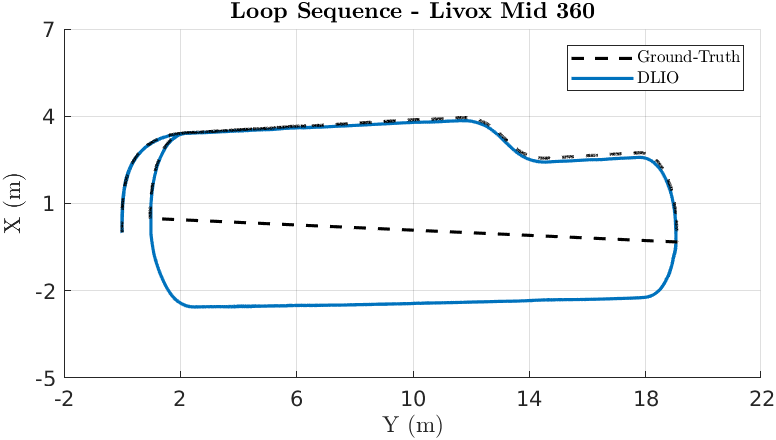 Loop Sequence - Livox Mid 360
Ground-Truth
DLIO
7
4
1
-2
-5
X (m)
-2
2
6
10
14
18
22
Y (m)